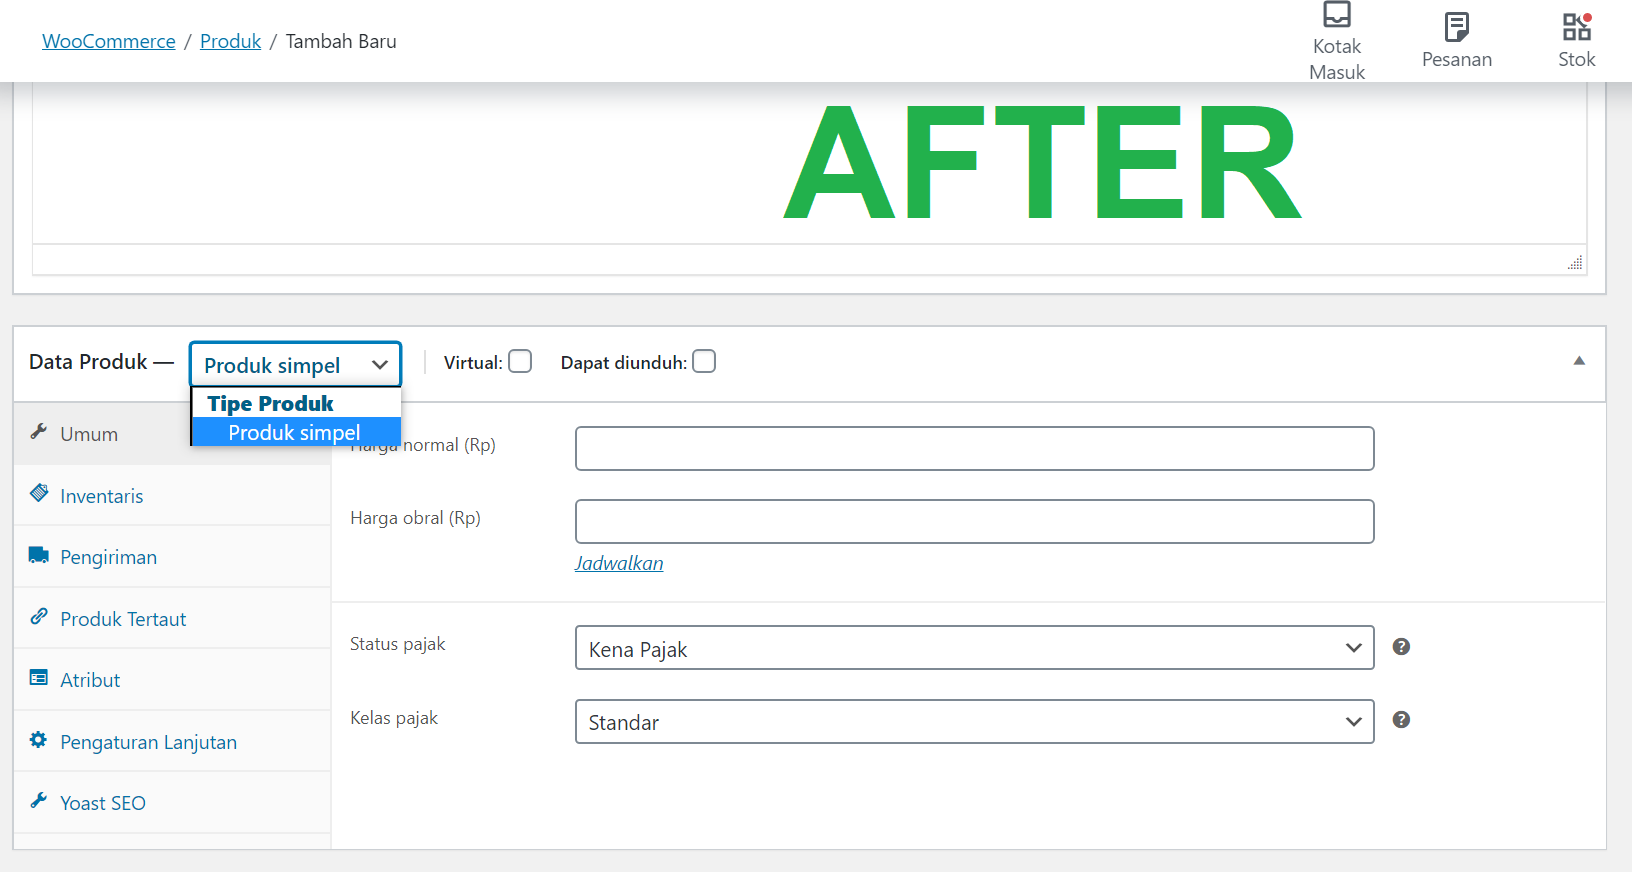 WooCommerce / Produk / Tambah Baru
Kotak Masuk
Pesanan
Stok
AFTER
Data Produk — Produk simpel
Virtual:
Dapat diunduh:
Tipe Produk
Produk simpel
Umum
Inventaris
Pengiriman
Produk Tertaut
Atribut
Pengaturan Lanjutan
Yoast SEO
Harga normal (Rp)
Harga obral (Rp)
Jadwalkan
Status pajak
Kena Pajak
Kelas pajak
Standar